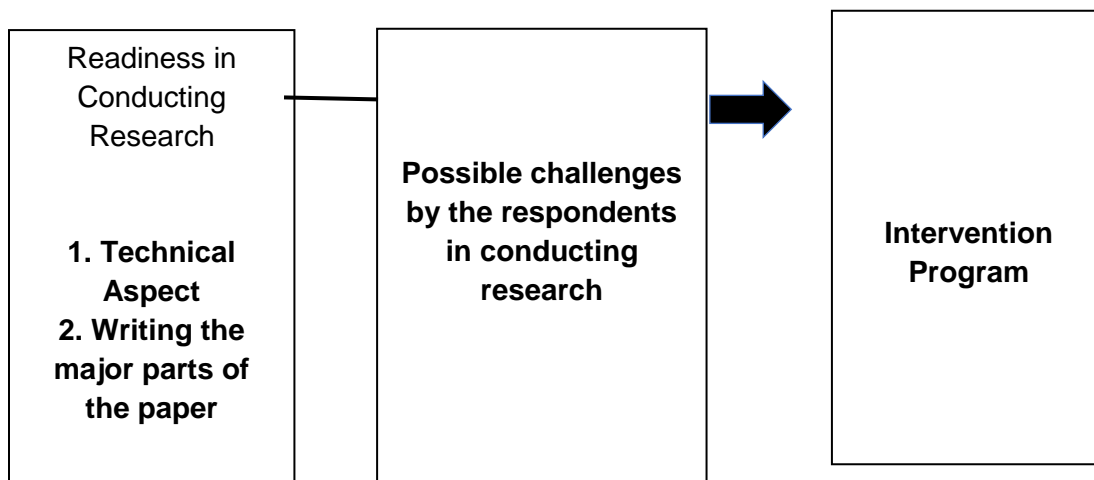 Readiness in
Conducting
Research
1. Technical
Aspect
2. Writing the
major parts of
the paper
Possible challenges
by the respondents
in conducting
research
Intervention
Program